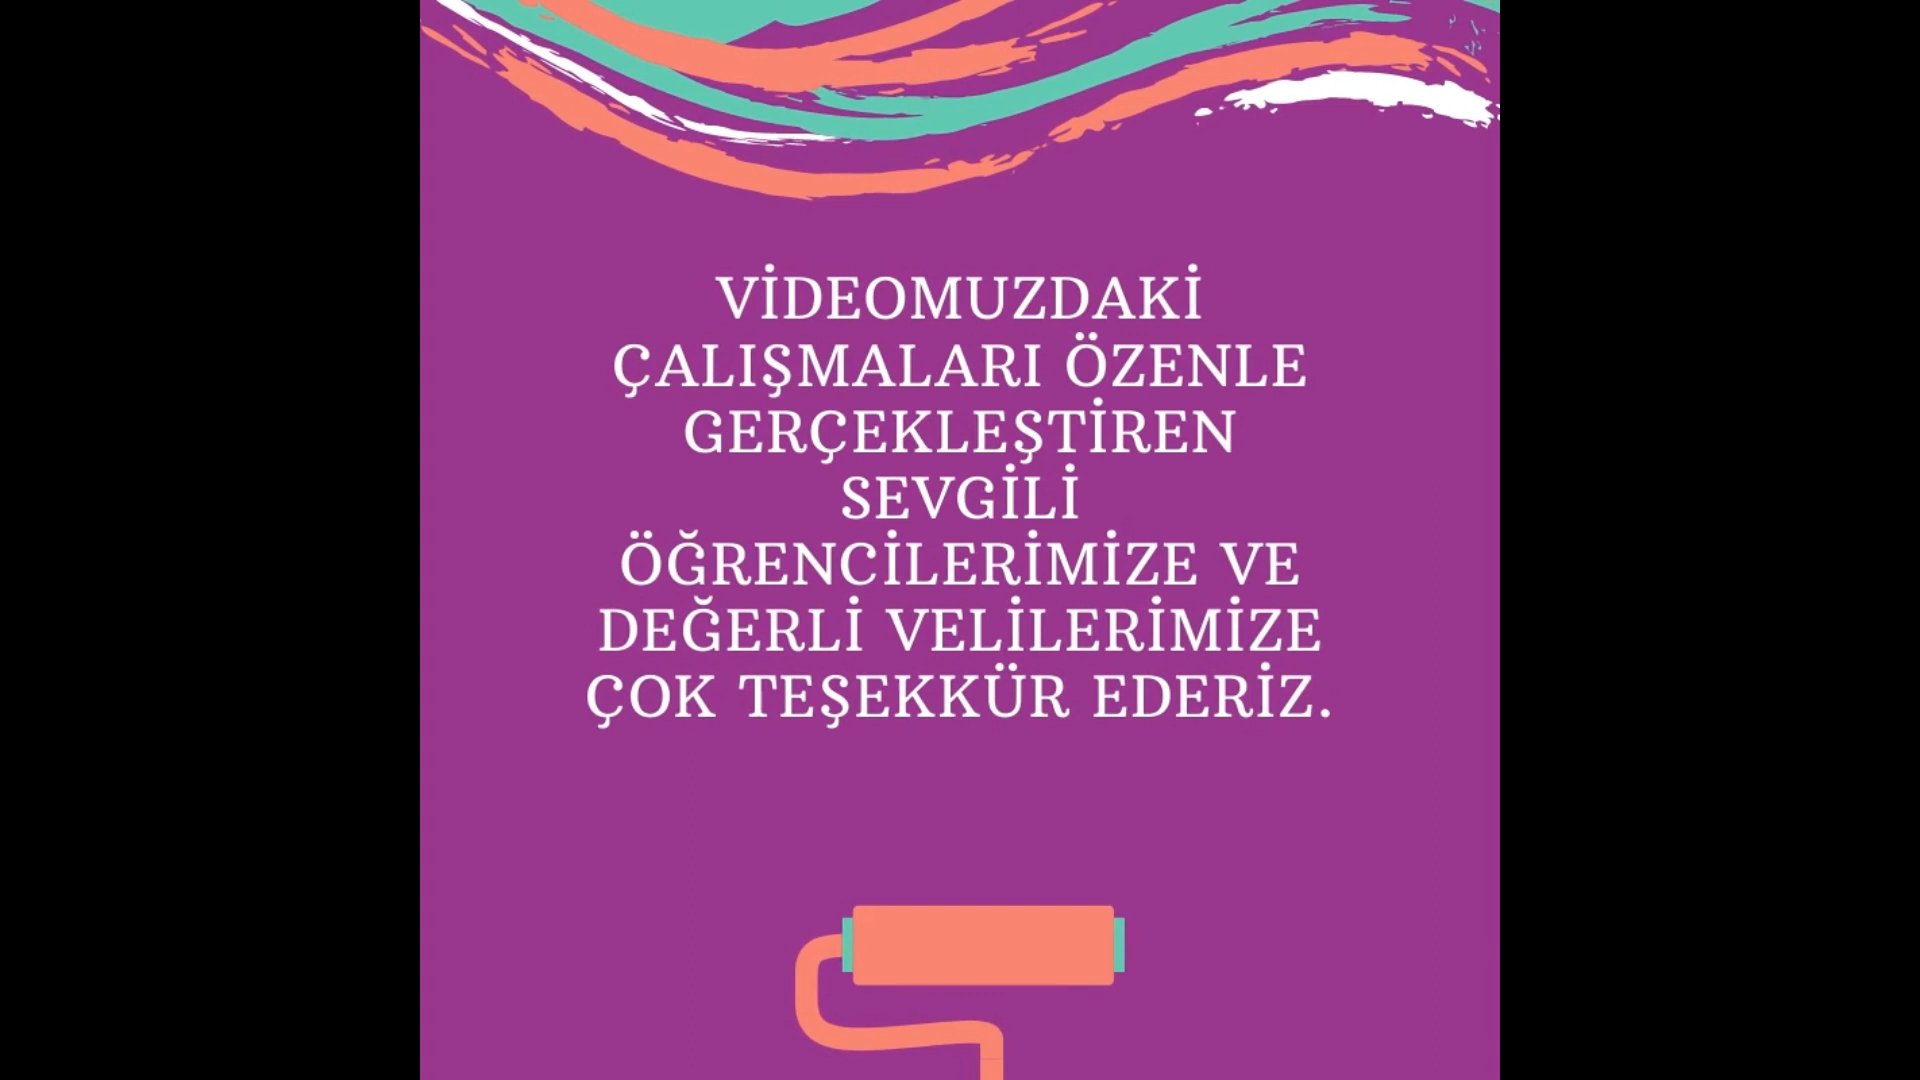 VİDEOMUZDAKİ
ÇALIŞMALARI ÖZENLE
GERÇEKLEŞTİREN
SEVGİLİ
ÖĞRENCİLERİMİZE VE
DEĞERLİ VELİLERİMİZE
ÇOK TEŞEKKÜR EDERİZ.